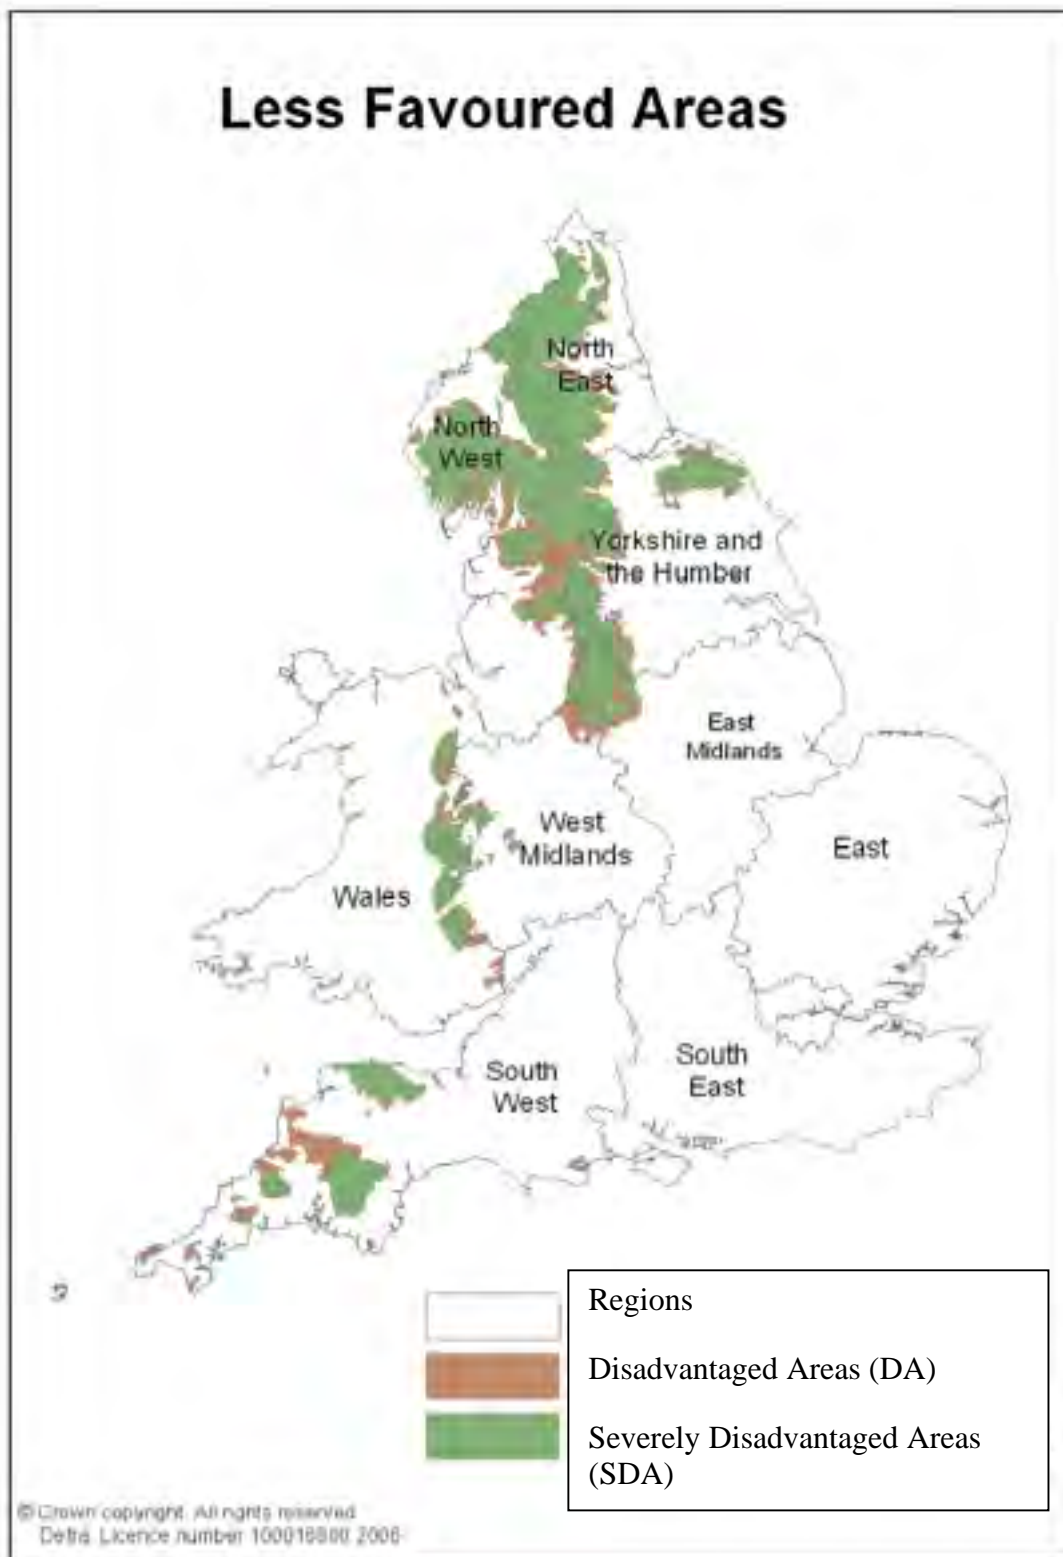 Less Favoured Areas
North
East
North
West
Yorkshire and
the Humber
East
Midlands
West
Midlands
East
Wales
South
West
South
East
Regions
Disadvantaged Areas (DA)
Severely Disadvantaged Areas
(SDA)
© Crown copyright. All rights reserved
Defra, Licence number 100018880 2006